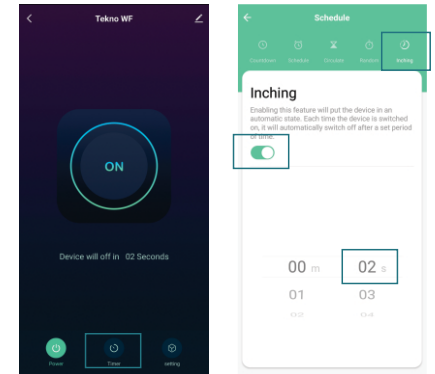 Tekno WF
ON
Device will off in 02 Seconds
Power
Timer
setting
Schedule
Countdown
Schedule
Circulate
Random
Inching
Inching
Enabling this feature will put the device in an
automatic state. Each time the device is switched
on, it will automatically switch off after a set period
of time.
00 m
02 s
01
03
02
04